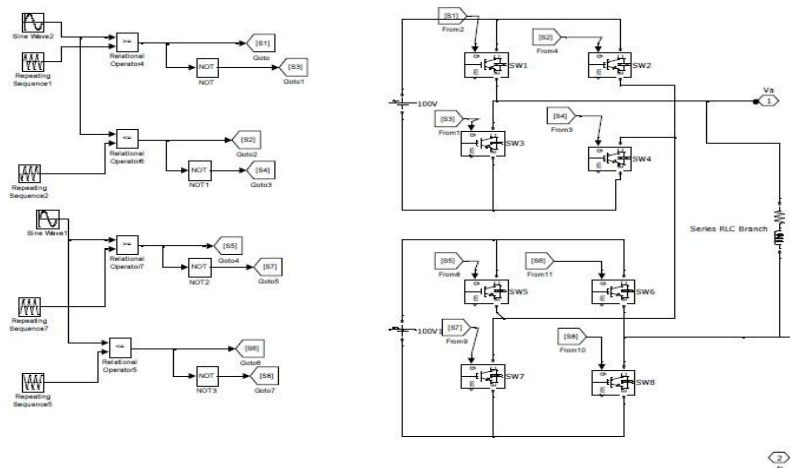 Sine Wave2
Repeating
Sequence1
>=
Relational
Operator4
[S1]
Goto
NOT
NOT
[S3]
Goto1
<=
Relational
Operator6
[S2]
Goto2
NOT
NOT1
[S4]
Goto3
Repeating
Sequence2
Sine Wave1
>=
Relational
Operator7
[S5]
Goto4
NOT
NOT2
[S7]
Goto5
Repeating
Sequence7
<=
Relational
Operator5
[S6]
Goto6
NOT
NOT3
[S8]
Goto7
Repeating
Sequence5
[S1]
From2
SW1
[S2]
From4
SW2
100V
[S3]
From1
SW3
[S4]
From3
SW4
Va
1
Series RLC Branch
[S5]
From8
SW5
[S6]
From11
SW6
100V1
[S7]
From9
SW7
[S8]
From10
SW8
2